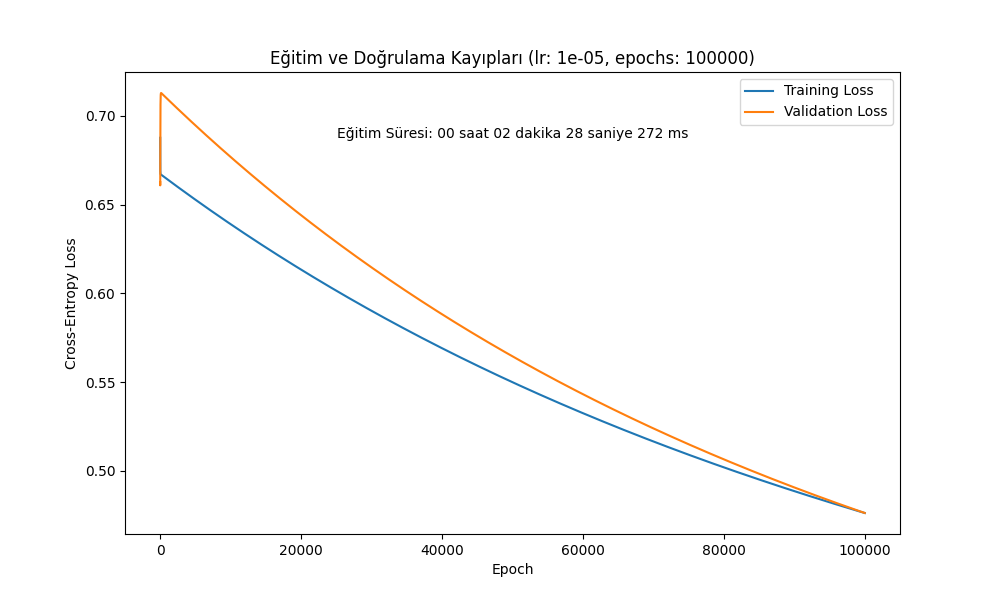 Eğitim ve Doğrulama Kayıpları (lr: 1e-05, epochs: 100000)
Training Loss
Validation Loss
Eğitim Süresi: 00 saat 02 dakika 28 saniye 272 ms
Cross-Entropy Loss
0.70
0.65
0.60
0.55
0.50
0 20000 40000 60000 80000 100000
Epoch